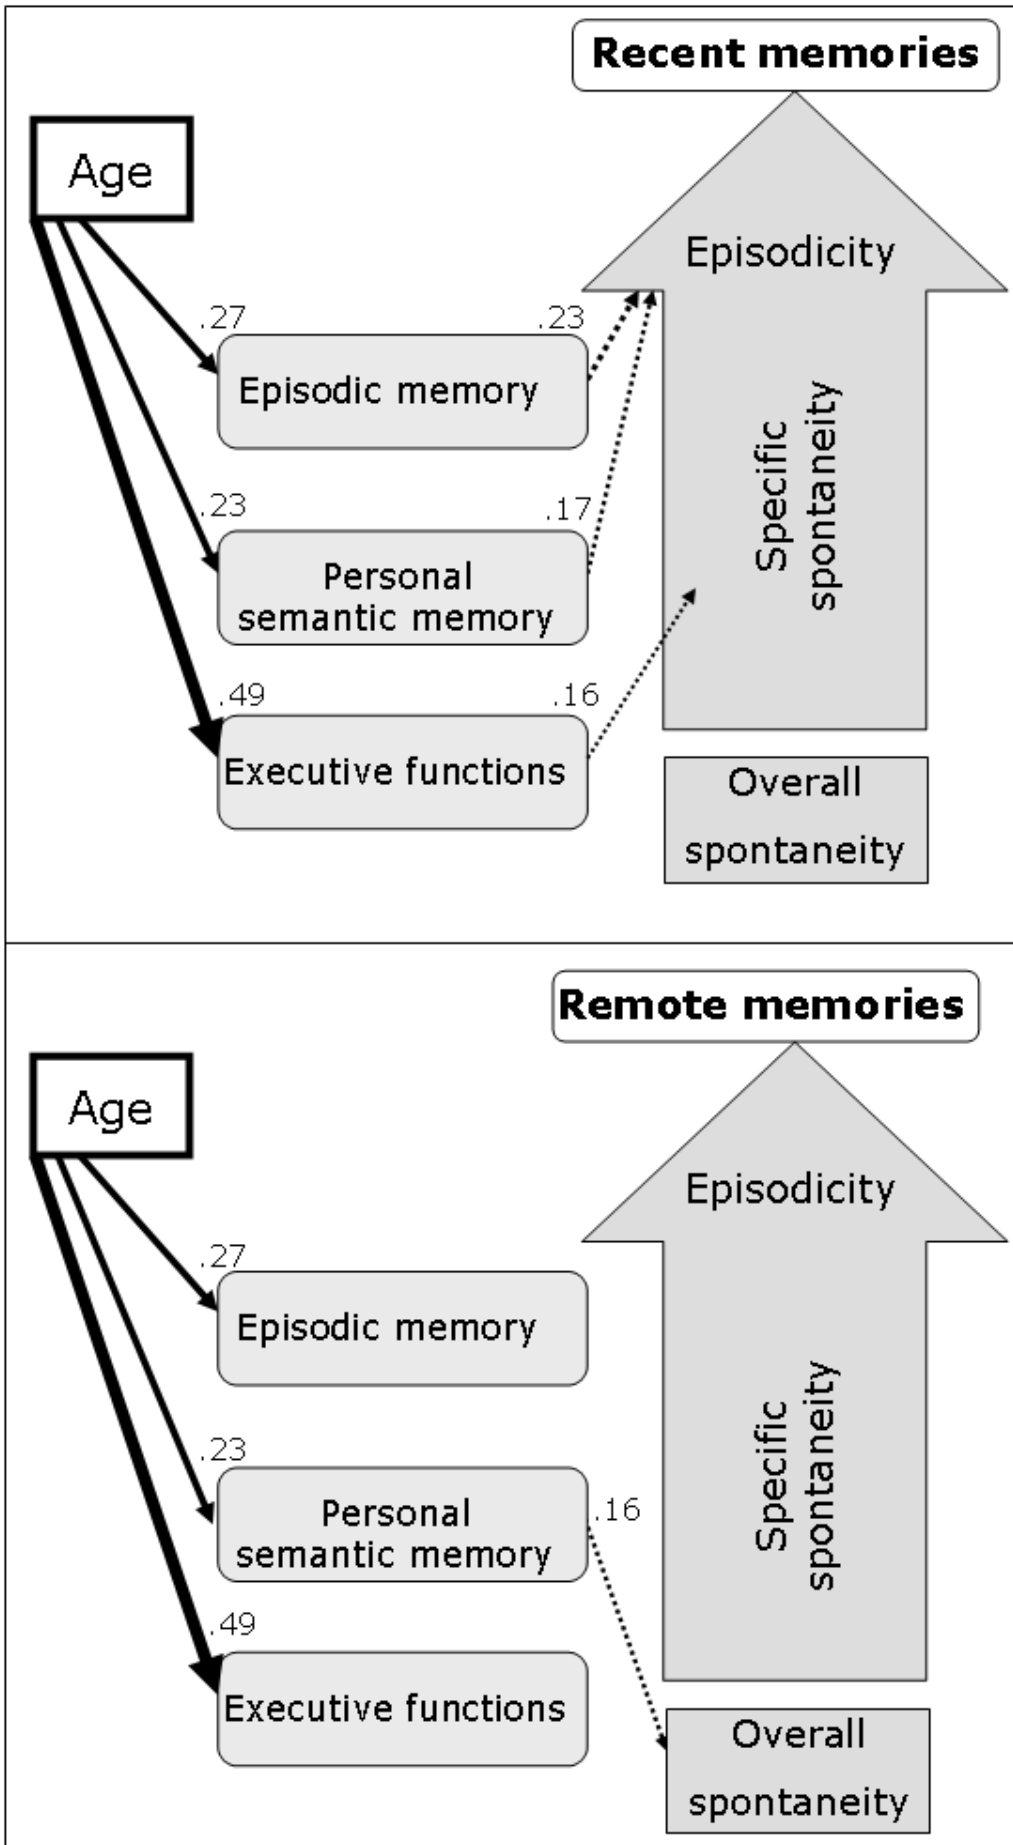 Recent memories
Age
Episodicity
.27
.23
Episodic memory
Specific
spontaneity
.23
.17
Personal
semantic memory
.49
.16
Executive functions
Overall
spontaneity
Remote memories
Age
Episodicity
.27
Episodic memory
Specific
spontaneity
.23
Personal
semantic memory
.16
.49
Executive functions
Overall
spontaneity